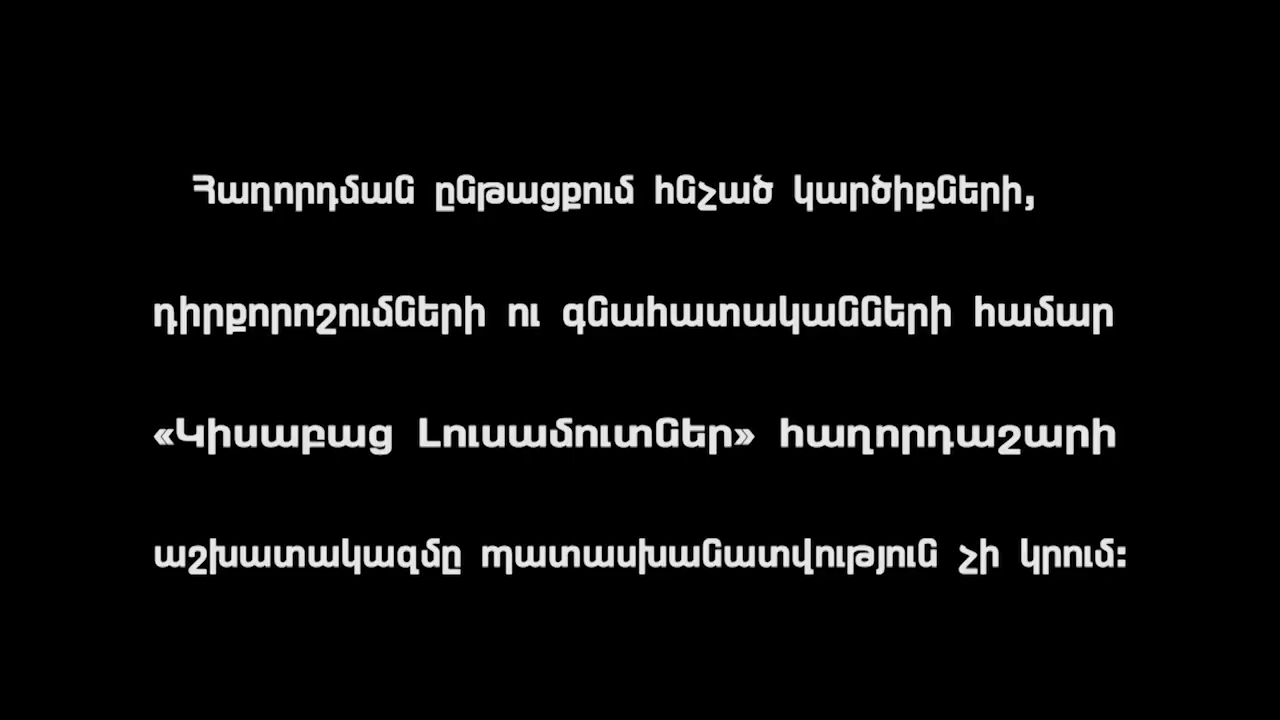 Հաղորդման ընթացքում հնչած կարծիքների,
դիրքորոշումների ու գնահատականների համար
«Կիսաբաց Լուսամուտներ» հաղորդաշարի
աշխատակազմը պատասխանատվություն չի կրում: